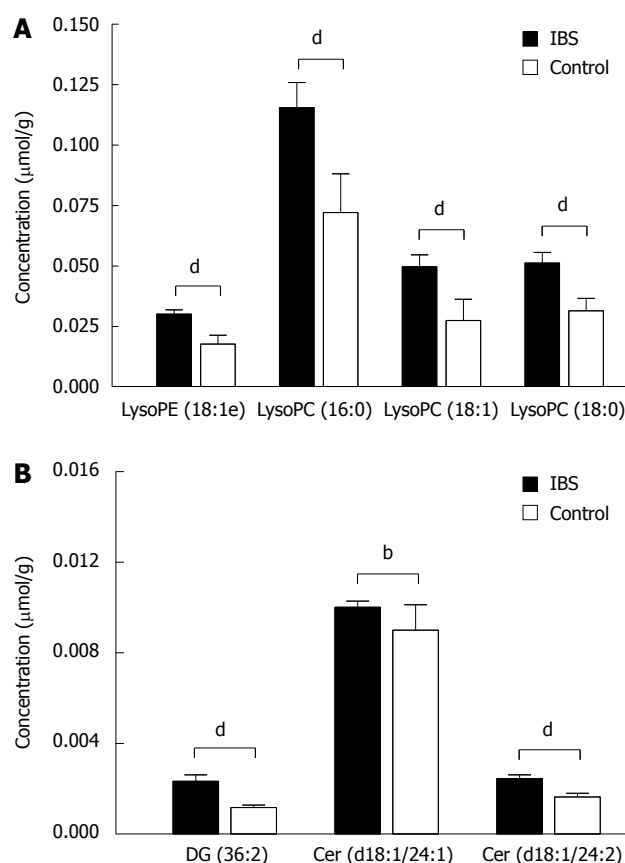 A
0.150
0.125
0.100
0.075
0.050
0.025
0.000
Concentration (μmol/g)
IBS
Control
d
d
d
d
LysoPE (18:1e) LysoPC (16:0) LysoPC (18:1) LysoPC (18:0)
B
0.016
0.012
0.008
0.004
0.000
Concentration (μmol/g)
IBS
Control
d
b
d
DG (36:2) Cer (d18:1/24:1) Cer (d18:1/24:2)